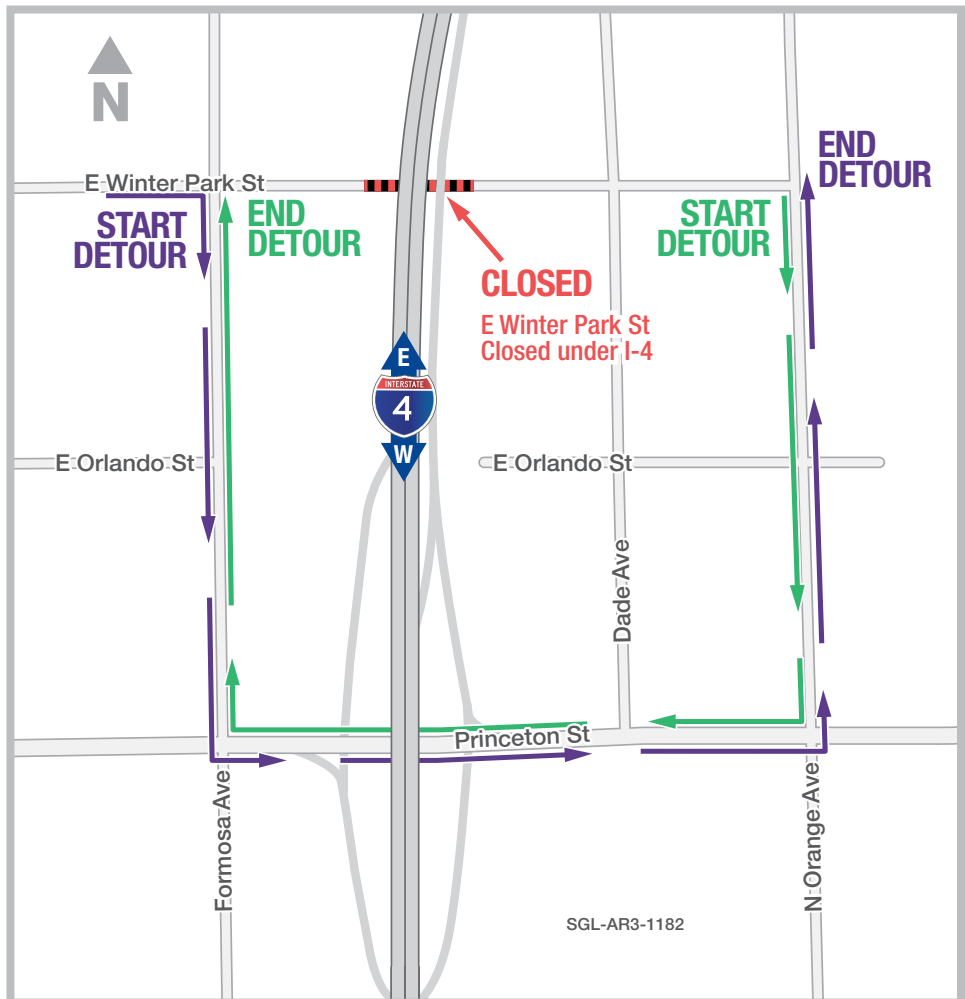 N
E Winter Park St
START
DETOUR
END
DETOUR
START
DETOUR
END
DETOUR
CLOSED
E Winter Park St
Closed under I-4
E
INTERSTATE
4
W
E Orlando St
E Orlando St
Dade Ave
Princeton St
Formosa Ave
N Orange Ave
SGL-AR3-1182